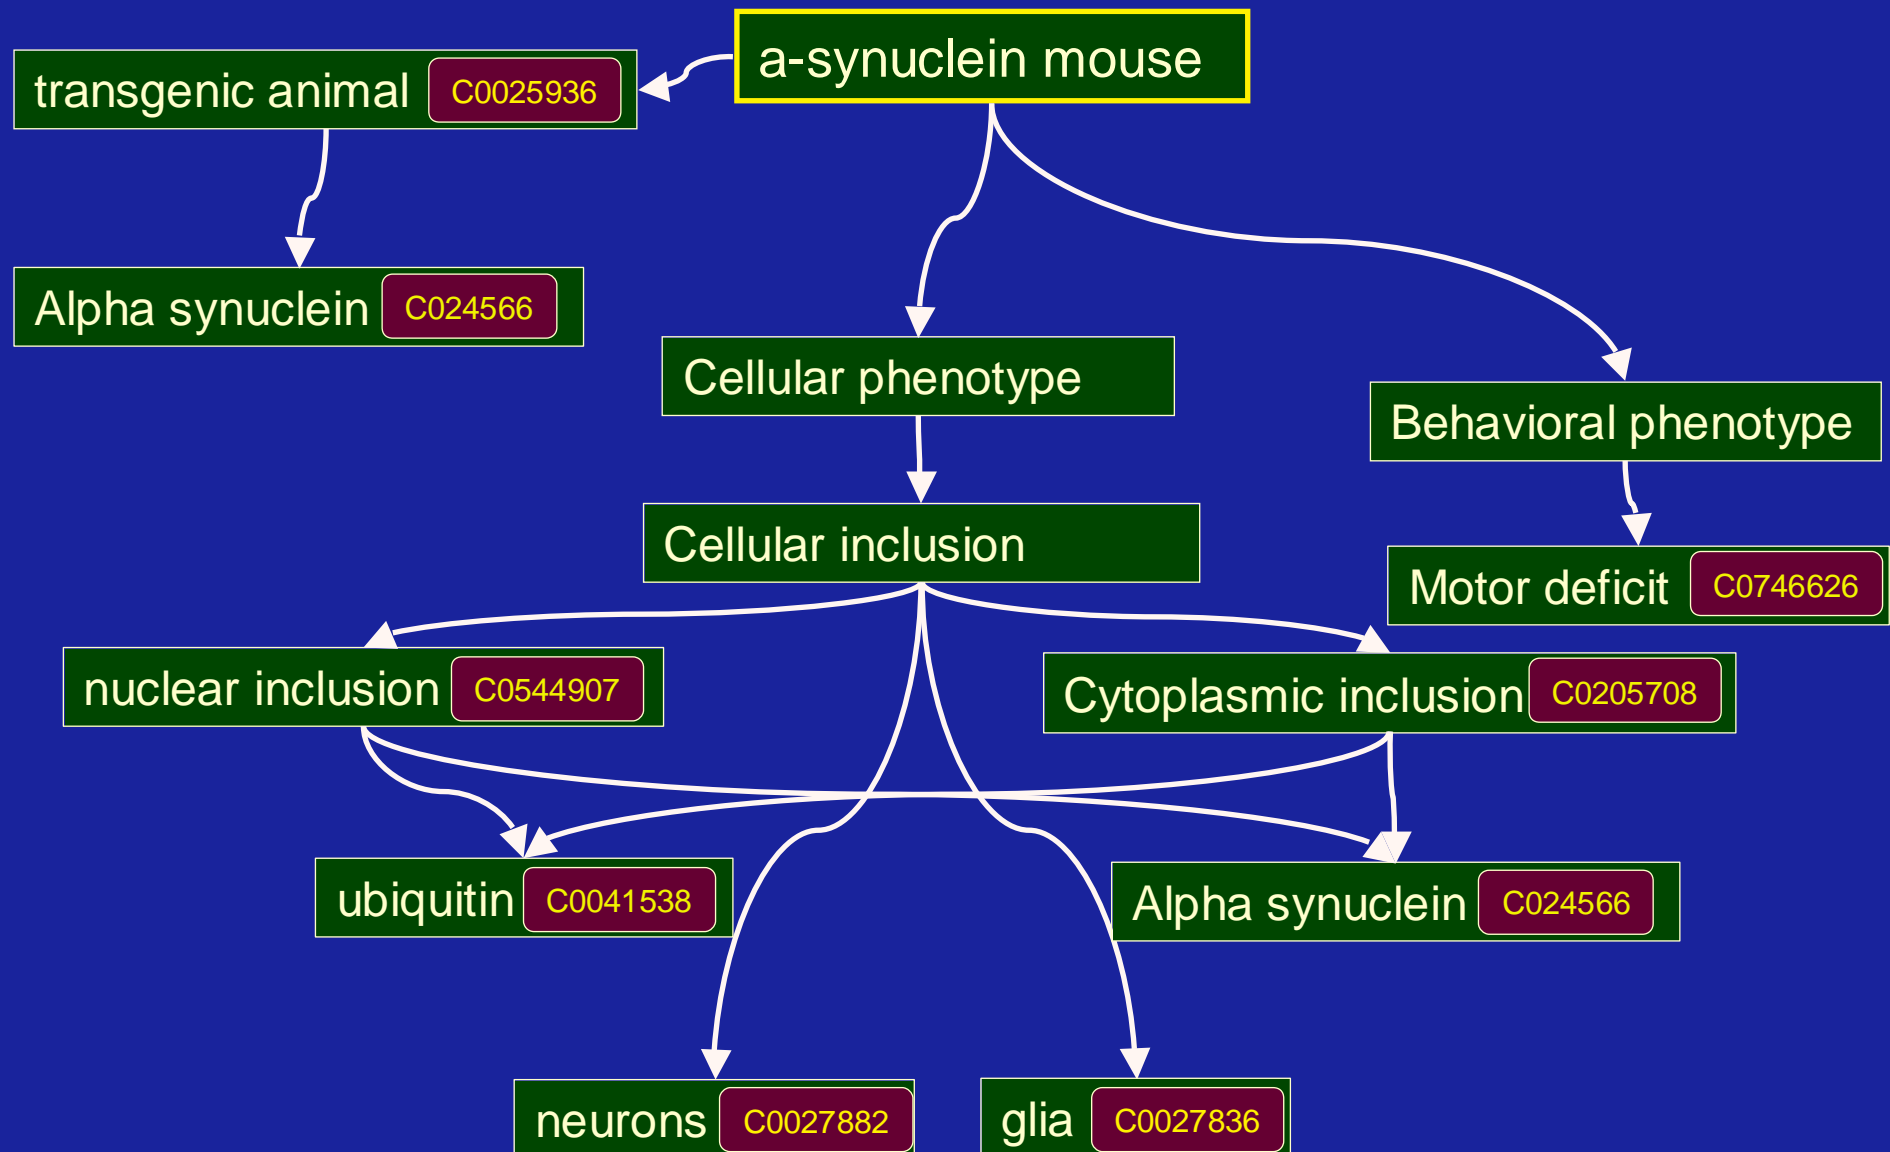 a-synuclein mouse
transgenic animal C0025936
Alpha synuclein C024566
Cellular phenotype
Behavioral phenotype
Cellular inclusion
Motor deficit C0746626
nuclear inclusion C0544907
Cytoplasmic inclusion C0205708
ubiquitin C0041538
Alpha synuclein C024566
neurons C0027882
glia C0027836